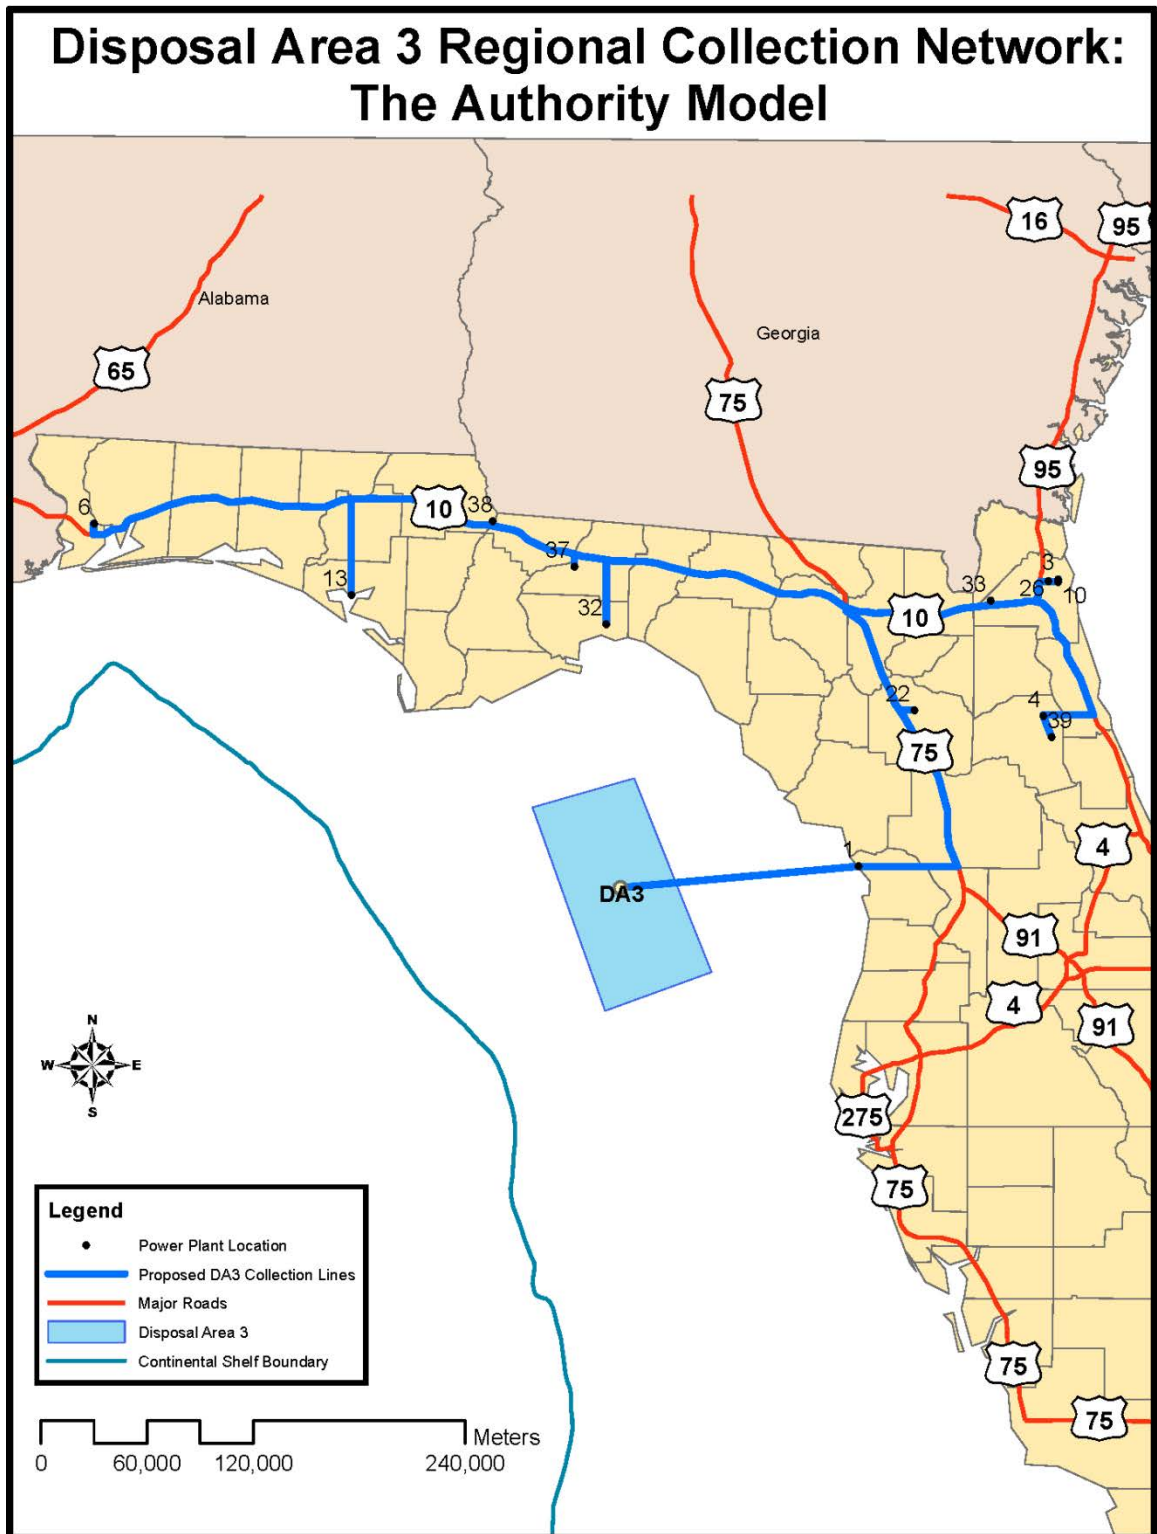 Disposal Area 3 Regional Collection Network:
The Authority Model
16
95
Alabama
Georgia
65
75
95
6
10
38
37
13
32
33
26
3
10
10
22
4
39
75
1
4
DA3
91
4
91
N
W
E
S
275
75
Legend
Power Plant Location
Proposed DA3 Collection Lines
Major Roads
Disposal Area 3
Continental Shelf Boundary
75
75
Meters
0
60,000
120,000
240,000